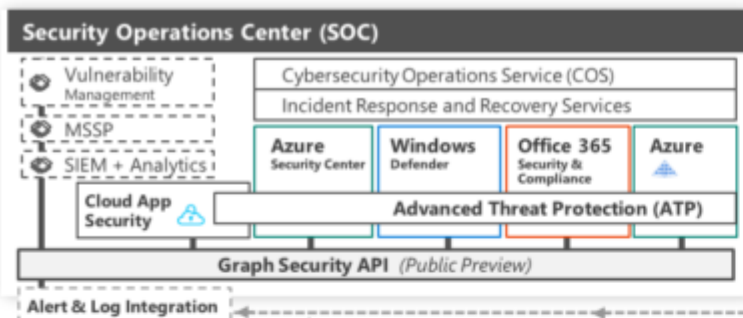 Security Operations Center (SOC)
Vulnerability
Management
MSSP
SIEM + Analytics
Cybersecurity Operations Service (COS)
Incident Response and Recovery Services
Azure
Security Center
Windows
Defender
Office 365
Security &
Compliance
Azure
Cloud App
Security
Advanced Threat Protection (ATP)
Graph Security API (Public Preview)
Alert & Log Integration